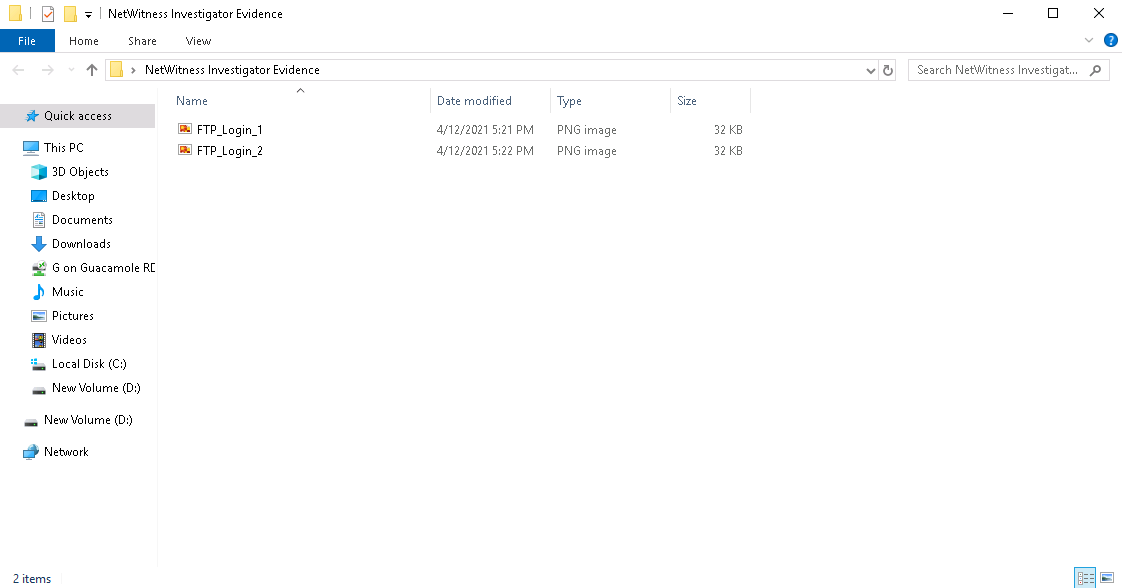 NetWitness Investigator Evidence
File Home Share View
NetWitness Investigator Evidence
Search NetWitness Investigat...
Name Date modified Type Size
FTP_Login_1 4/12/2021 5:21 PM PNG image 32 KB
FTP_Login_2 4/12/2021 5:22 PM PNG image 32 KB
Quick access
This PC
3D Objects
Desktop
Documents
Downloads
G on Guacamole RD
Music
Pictures
Videos
Local Disk (C:)
New Volume (D:)
New Volume (D:)
Network
2 items